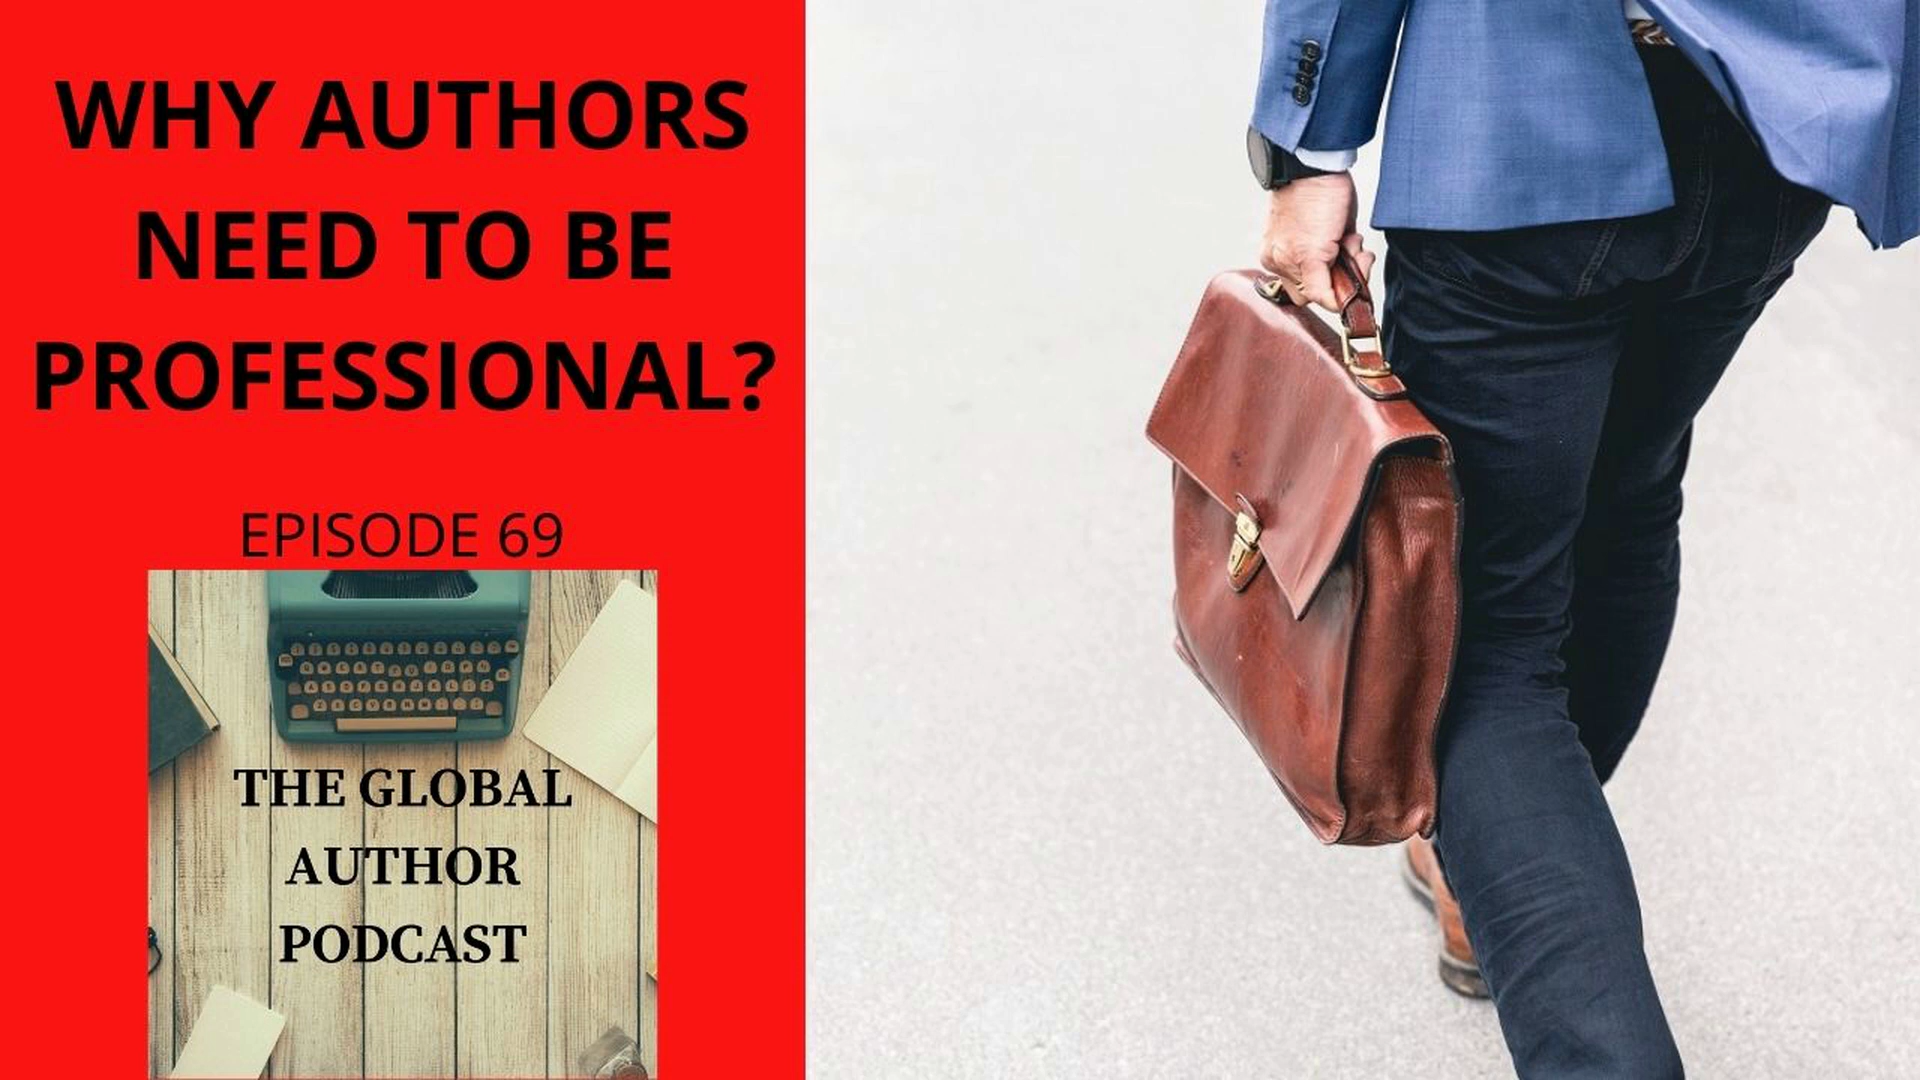 WHY AUTHORS
NEED TO BE
PROFESSIONAL?
EPISODE 69
THE GLOBAL
AUTHOR
PODCAST